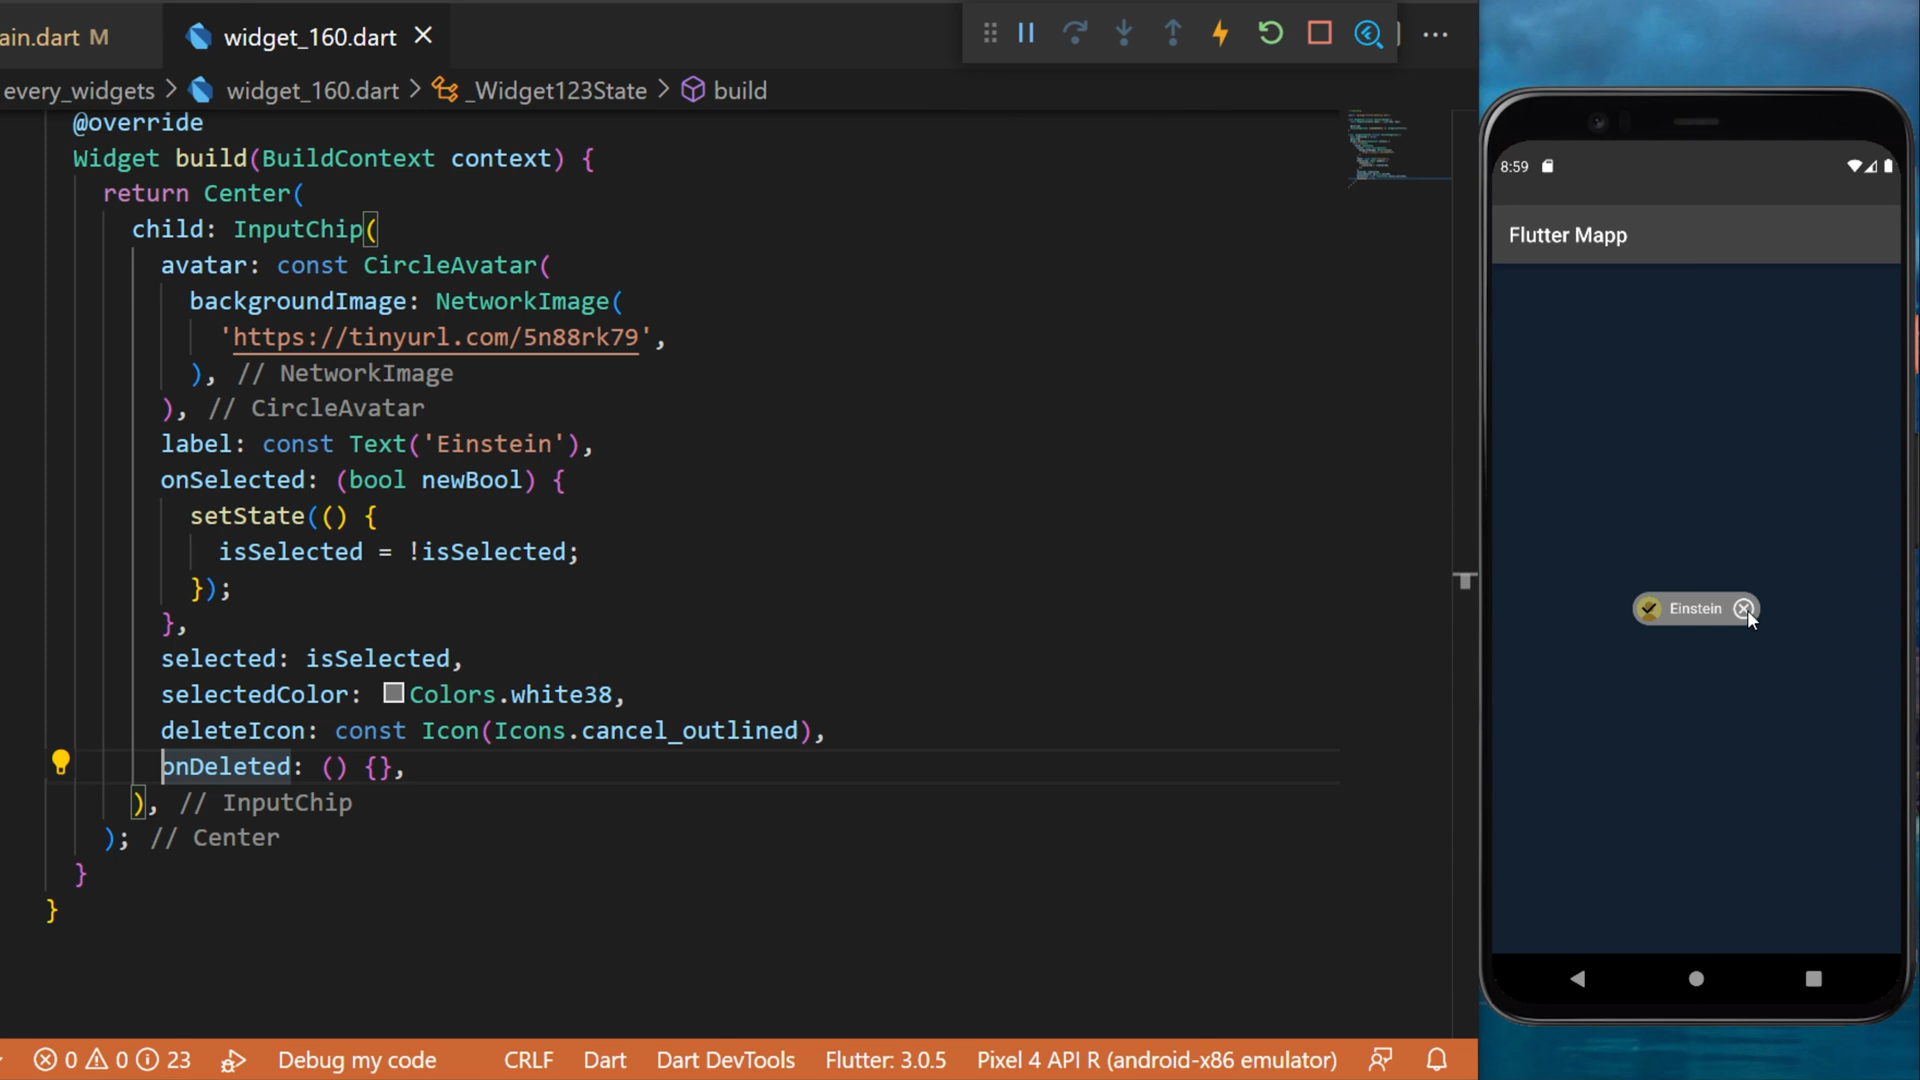 ain.dart M
widget_160.dart
every_widgets > widget_160.dart > _Widget123State > build
@override
Widget build(BuildContext context) {
return Center(
child: InputChip(
avatar: const CircleAvatar(
backgroundImage: NetworkImage(
'https://tinyurl.com/5n88rk79',
), // NetworkImage
), // CircleAvatar
label: const Text('Einstein'),
onSelected: (bool newBool) {
setState(() {
isSelected = !isSelected;
});
},
selected: isSelected,
selectedColor: Colors.white38,
deleteIcon: const Icon(Icons.cancel_outlined),
onDeleted: () {},
), // InputChip
); // Center
}
}
0 0 23 Debug my code CRLF Dart Dart DevTools Flutter: 3.0.5 Pixel 4 API R (android-x86 emulator)
8:59
Flutter Mapp
Einstein